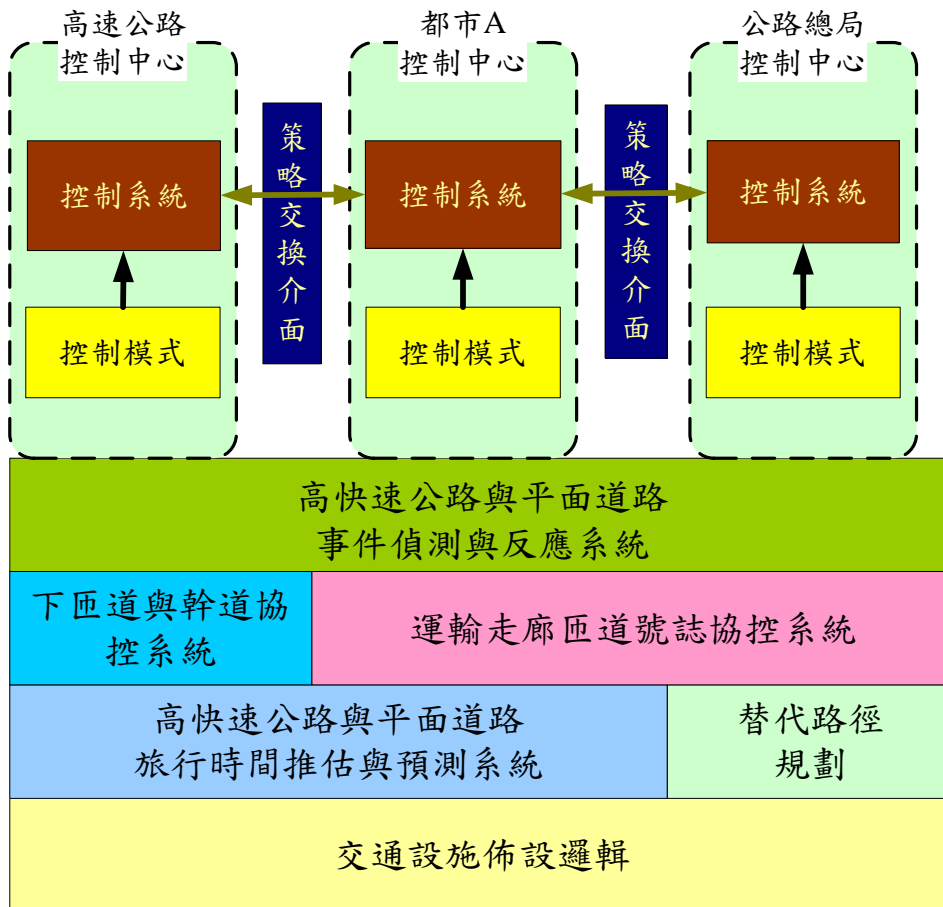 高速公路
控制中心
都市A
控制中心
公路總局
控制中心
控制系統
策略交換介面
控制系統
策略交換介面
控制系統
控制模式
控制模式
控制模式
高快速公路與平面道路
事件偵測與反應系統
下匝道與幹道協
控系統
運輸走廊匝道號誌協控系統
高快速公路與平面道路
旅行時間推估與預測系統
替代路徑
規劃
交通設施佈設邏輯